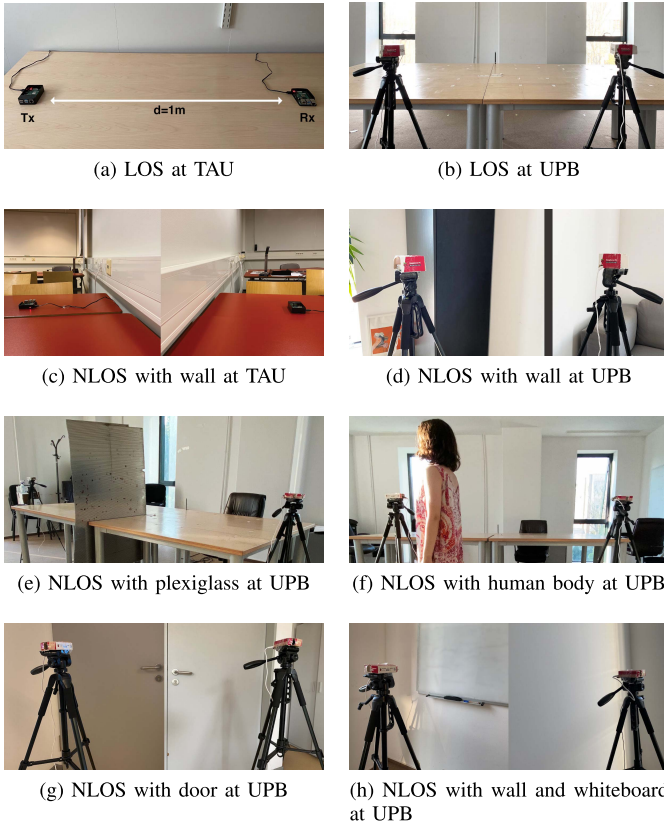 Tx
d=1m
Rx
(a) LOS at TAU
(b) LOS at UPB
(c) NLOS with wall at TAU
(d) NLOS with wall at UPB
(e) NLOS with plexiglass at UPB
(f) NLOS with human body at UPB
(g) NLOS with door at UPB
(h) NLOS with wall and whiteboard
at UPB